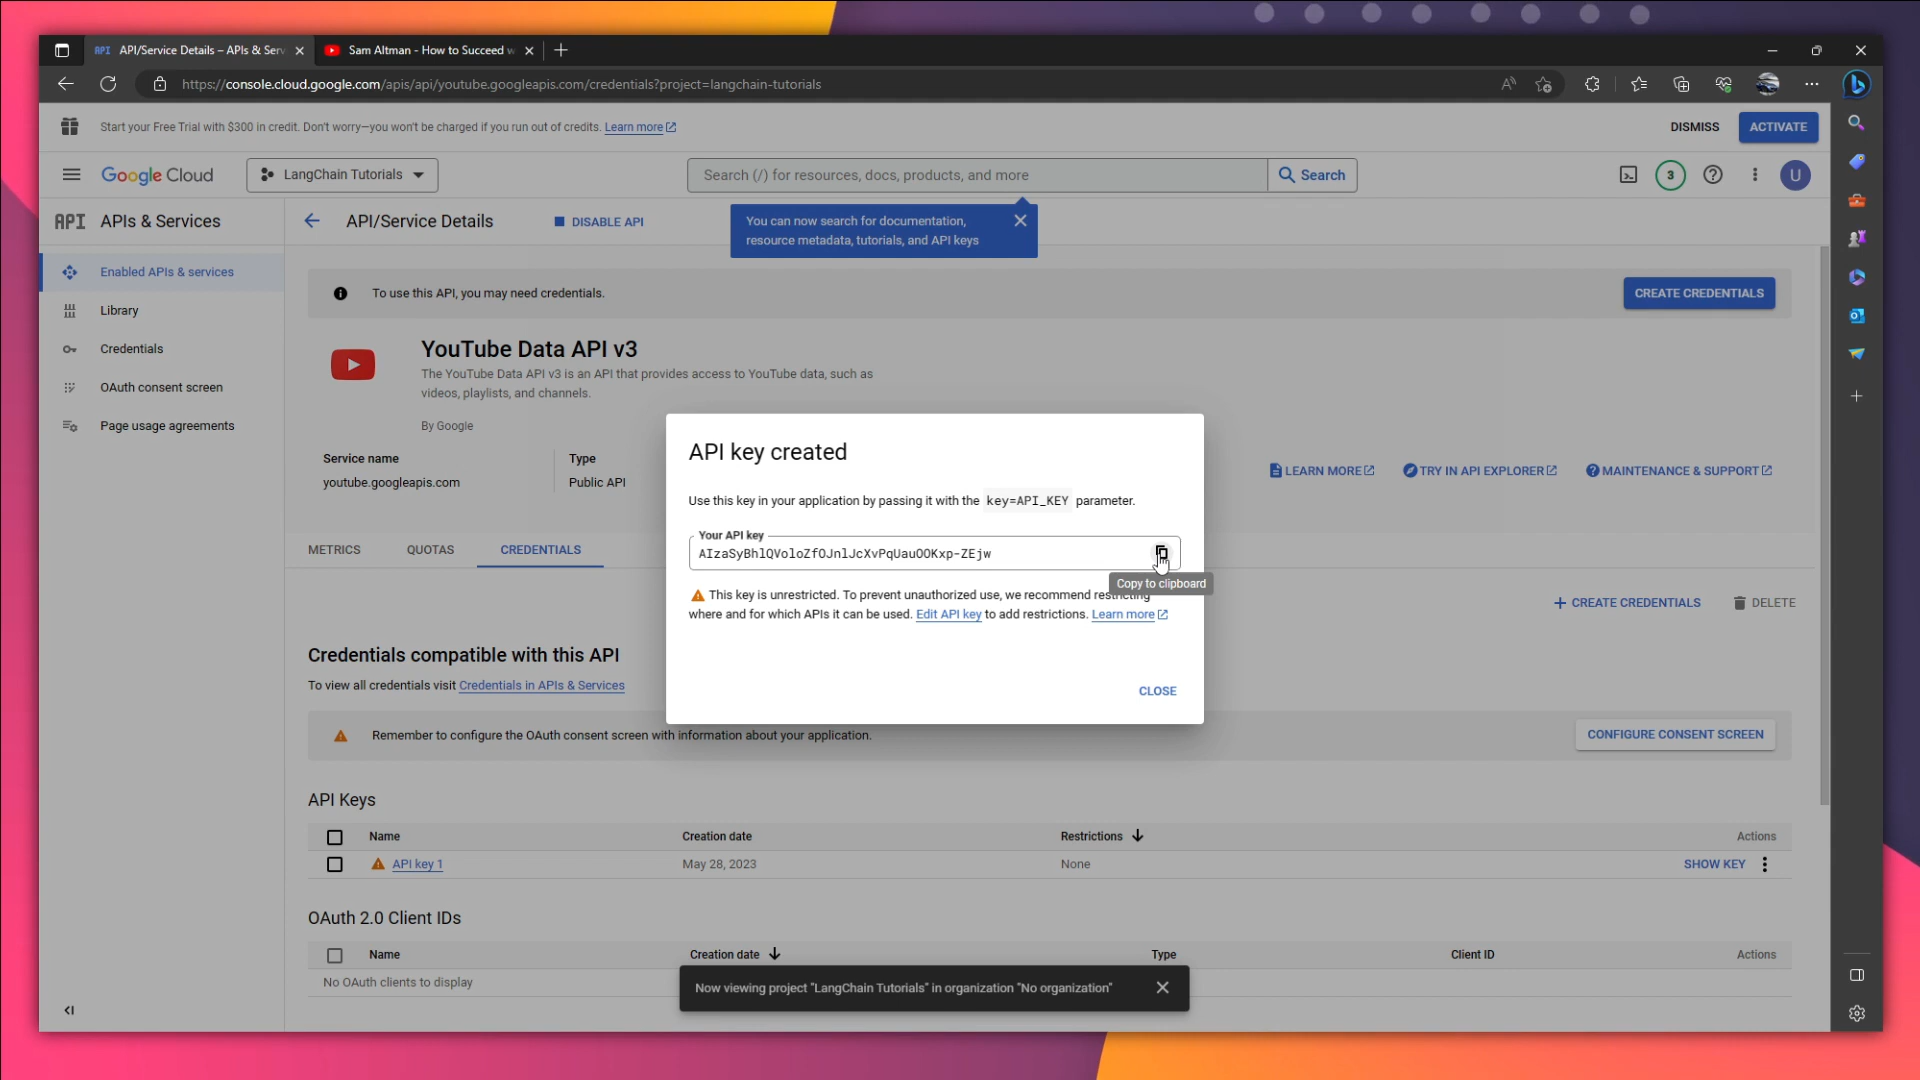 API/Service Details – APIs & Serv
Sam Altman - How to Succeed w
https://console.cloud.google.com/apis/api/youtube.googleapis.com/credentials?project=langchain-tutorials
Start your Free Trial with $300 in credit. Don't worry—you won't be charged if you run out of credits. Learn more
DISMISS
ACTIVATE
Google Cloud
LangChain Tutorials
Search (/) for resources, docs, products, and more
Search
3
U
API APIs & Services
API/Service Details
DISABLE API
You can now search for documentation,
resource metadata, tutorials, and API keys
Enabled APIs & services
Library
Credentials
OAuth consent screen
Page usage agreements
To use this API, you may need credentials.
CREATE CREDENTIALS
YouTube Data API v3
The YouTube Data API v3 is an API that provides access to YouTube data, such as
videos, playlists, and channels.
By Google
Service name
youtube.googleapis.com
Type
Public API
LEARN MORE
TRY IN API EXPLORER
MAINTENANCE & SUPPORT
METRICS
QUOTAS
CREDENTIALS
API key created
Use this key in your application by passing it with the key=API_KEY parameter.
Your API key
Copy to clipboard
This key is unrestricted. To prevent unauthorized use, we recommend restricting
where and for which APIs it can be used. Edit API key to add restrictions. Learn more
CLOSE
CREATE CREDENTIALS
DELETE
Credentials compatible with this API
To view all credentials visit Credentials in APIs & Services
Remember to configure the OAuth consent screen with information about your application.
CONFIGURE CONSENT SCREEN
API Keys
Name
Creation date
Restrictions
Actions
API key 1
May 28, 2023
None
SHOW KEY
OAuth 2.0 Client IDs
Name
Creation date
Type
Client ID
Actions
No OAuth clients to display
Now viewing project "LangChain Tutorials" in organization "No organization"